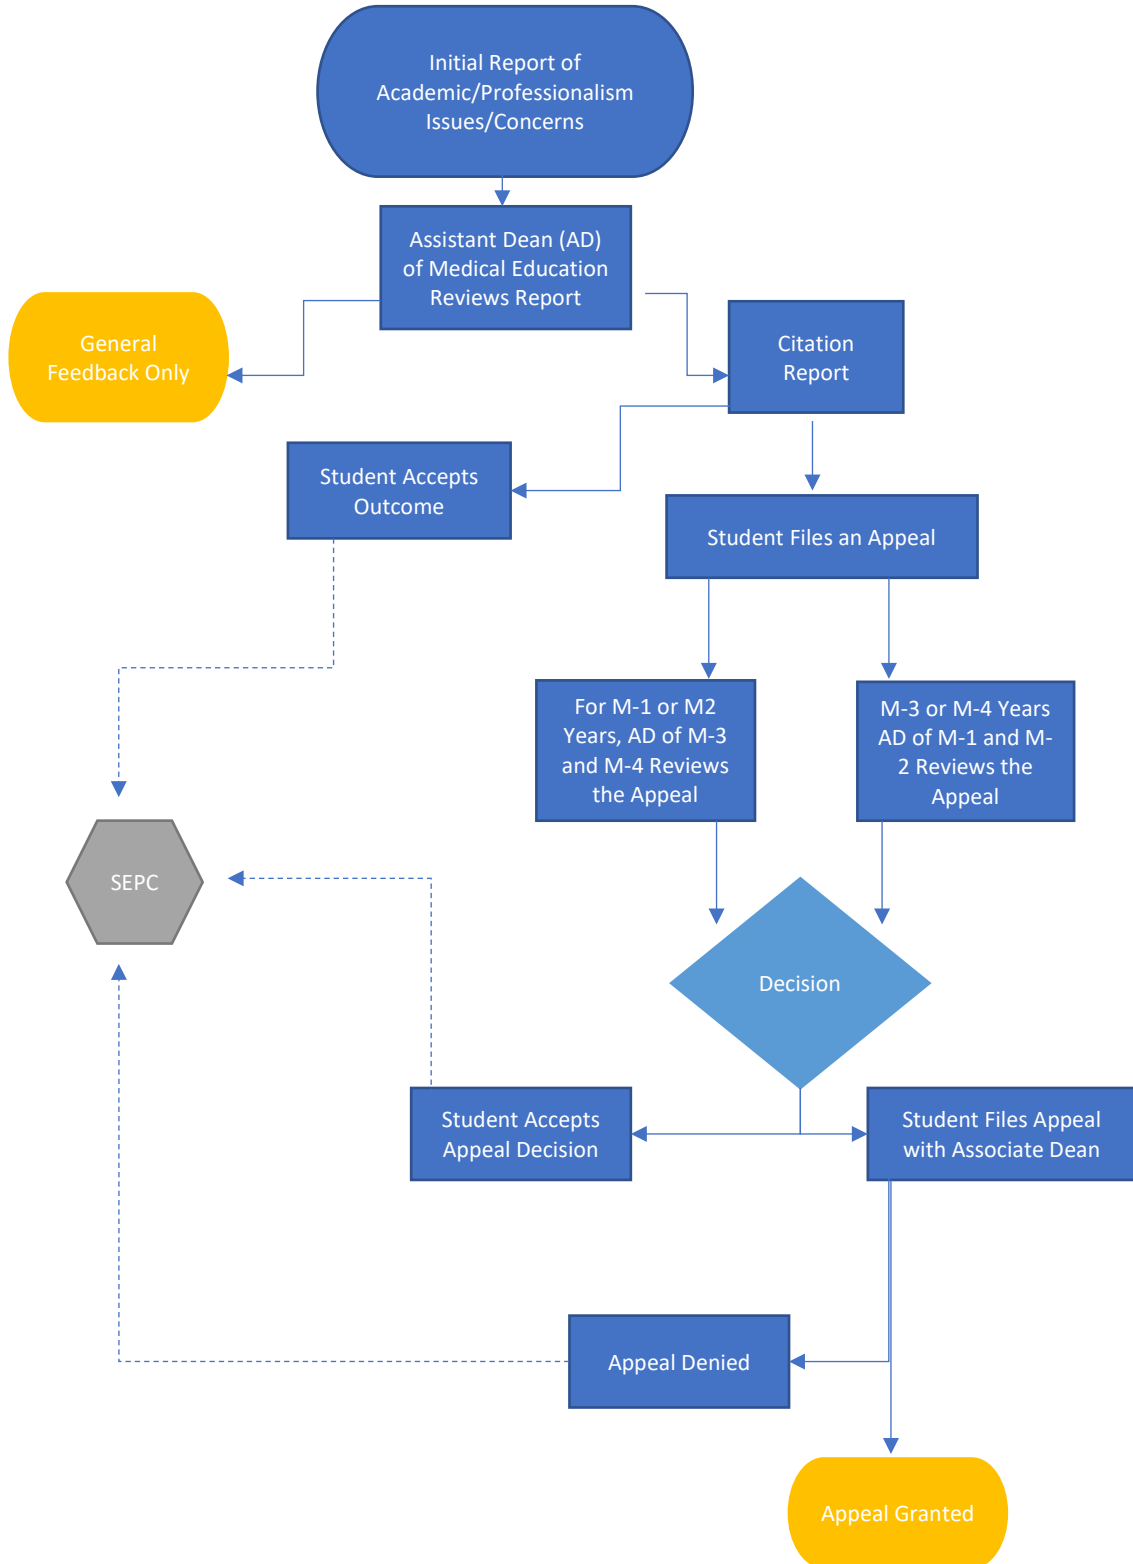 Initial Report of
Academic/Professionalism
Issues/Concerns
Assistant Dean (AD)
of Medical Education
Reviews Report
General
Feedback Only
Citation
Report
Student Accepts
Outcome
Student Files an Appeal
For M-1 or M2
Years, AD of M-3
and M-4 Reviews
the Appeal
M-3 or M-4 Years
AD of M-1 and M-
2 Reviews the
Appeal
SEPC
Decision
Student Accepts
Appeal Decision
Student Files Appeal
with Associate Dean
Appeal Denied
Appeal Granted